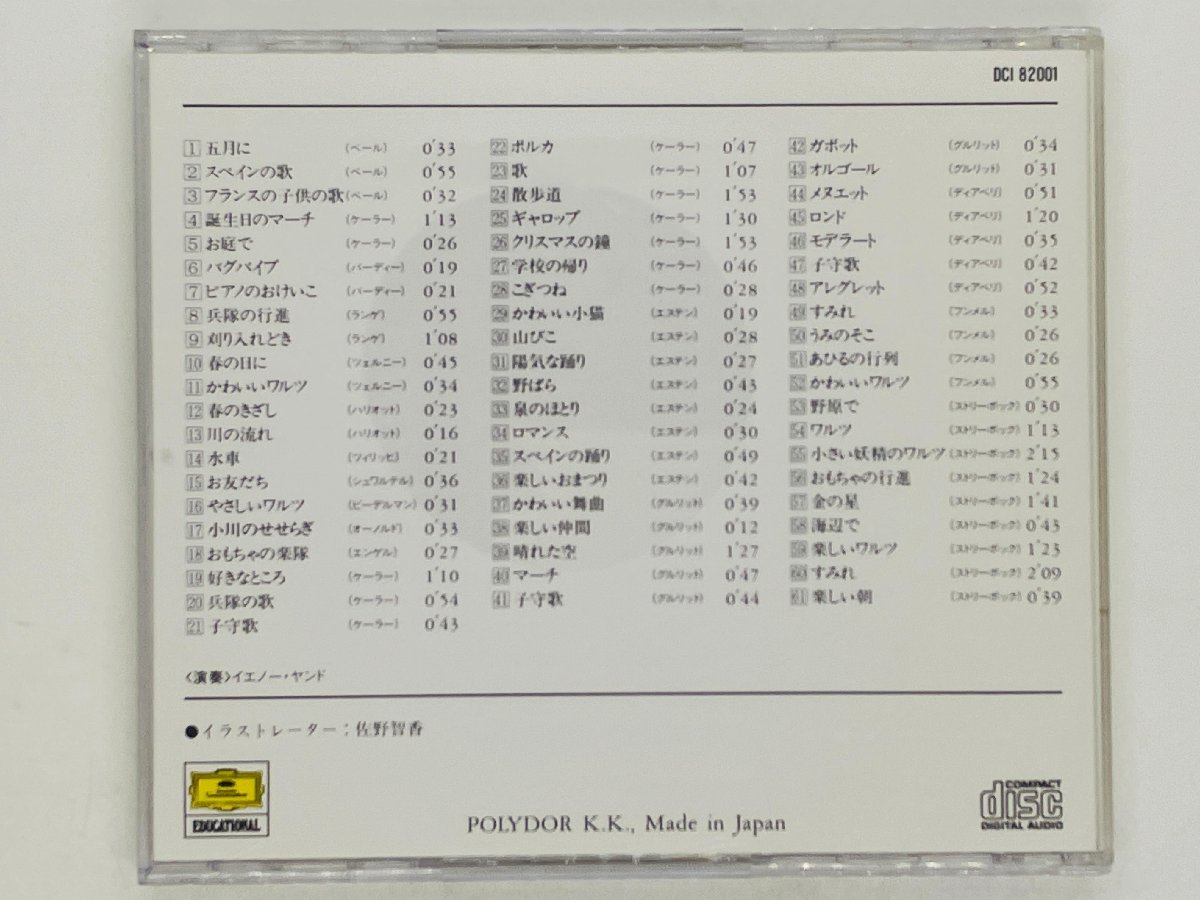 DCI 82001
1 五月に (ベール) 0'33
2 スペインの歌 (ベール) 0'55
3 フランスの子供の歌 (ベール) 0'32
4 誕生日のマーチ (ケーラー) 1'13
5 お庭で (ケーラー) 0'26
6 バグパイプ (パーディー) 0'19
7 ピアノのおけいこ (パーディー) 0'21
8 兵隊の行進 (ランゲ) 0'55
9 刈り入れどき (ランゲ) 1'08
10 春の日に (ツェルニー) 0'45
11 かわいいワルツ (ツェルニー) 0'34
12 春のきざし (ハリオット) 0'23
13 川の流れ (ハリオット) 0'16
14 水車 (ツィリッヒ) 0'21
15 お友だち (シュワルテル) 0'36
16 やさしいワルツ (ビーデルマン) 0'31
17 小川のせせらぎ (オーノルド) 0'33
18 おもちゃの楽隊 (エンゲル) 0'27
19 好きなところ (ケーラー) 1'10
20 兵隊の歌 (ケーラー) 0'54
21 子守歌 (ケーラー) 0'43
22 ポルカ (ケーラー) 0'47
23 歌 (ケーラー) 1'07
24 散歩道 (ケーラー) 1'53
25 ギャロップ (ケーラー) 1'30
26 クリスマスの鐘 (ケーラー) 1'53
27 学校の帰り (ケーラー) 0'46
28 こぎつね (ケーラー) 0'28
29 かわいい小猫 (エステン) 0'19
30 山びこ (エステン) 0'28
31 陽気な踊り (エステン) 0'27
32 野ばら (エステン) 0'43
33 泉のほとり (エステン) 0'24
34 ロマンス (エステン) 0'30
35 スペインの踊り (エステン) 0'49
36 楽しいおまつり (エステン) 0'42
37 かわいい舞曲 (グルリット) 0'39
38 楽しい仲間 (グルリット) 0'12
39 晴れた空 (グルリット) 1'27
40 マーチ (グルリット) 0'47
41 子守歌 (グルリット) 0'44
42 ガボット (グルリット) 0'34
43 オルゴール (グルリット) 0'31
44 メヌエット (ディアベリ) 0'51
45 ロンド (ディアベリ) 1'20
46 モデラート (ディアベリ) 0'35
47 子守歌 (ディアベリ) 0'42
48 アレグレット (ディアベリ) 0'52
49 すみれ (フンメル) 0'33
50 うみのそこ (フンメル) 0'26
51 あひるの行列 (フンメル) 0'26
52 かわいいワルツ (フンメル) 0'55
53 野原で (ストリーボッグ) 0'30
54 ワルツ (ストリーボッグ) 1'13
55 小さい妖精のワルツ (ストリーボッグ) 2'15
56 おもちゃの行進 (ストリーボッグ) 1'24
57 金の星 (ストリーボッグ) 1'41
58 海辺で (ストリーボッグ) 0'43
59 楽しいワルツ (ストリーボッグ) 1'23
60 すみれ (ストリーボッグ) 2'09
61 楽しい朝 (ストリーボッグ) 0'39
〈演奏〉イエノー・ヤンド
●イラストレーター：佐野智香
EDUCATIONAL
POLYDOR K.K., Made in Japan
COMPACT
disc
DIGITAL AUDIO